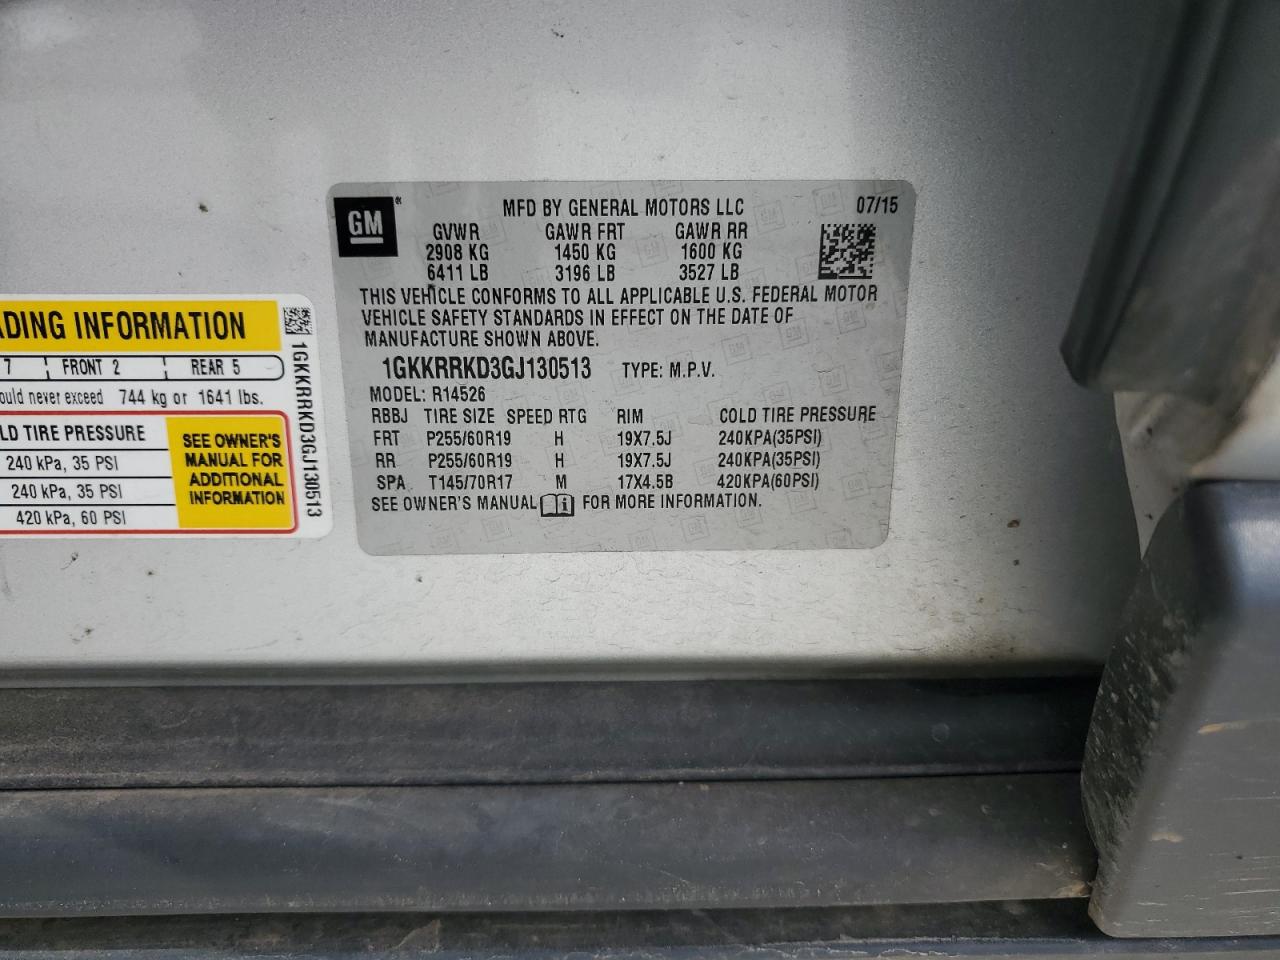 GM
MFD BY GENERAL MOTORS LLC 07/15
GVWR GAWR FRT GAWR RR
2908 KG 1450 KG 1600 KG
6411 LB 3196 LB 3527 LB
THIS VEHICLE CONFORMS TO ALL APPLICABLE U.S. FEDERAL MOTOR
VEHICLE SAFETY STANDARDS IN EFFECT ON THE DATE OF
MANUFACTURE SHOWN ABOVE.
1GKKRRKD3GJ130513 TYPE: M.P.V.
MODEL: R14526
RBBJ TIRE SIZE SPEED RTG RIM COLD TIRE PRESSURE
FRT P255/60R19 H 19X7.5J 240KPA(35PSI)
RR P255/60R19 H 19X7.5J 240KPA(35PSI)
SPA T145/70R17 M 17X4.5B 420KPA(60PSI)
SEE OWNER'S MANUAL i FOR MORE INFORMATION.
ADING INFORMATION
7 FRONT 2 REAR 5
ould never exceed 744 kg or 1641 lbs.
LD TIRE PRESSURE
240 kPa, 35 PSI
240 kPa, 35 PSI
420 kPa, 60 PSI
SEE OWNER'S
MANUAL FOR
ADDITIONAL
INFORMATION
1GKKRRKD3GJ130513